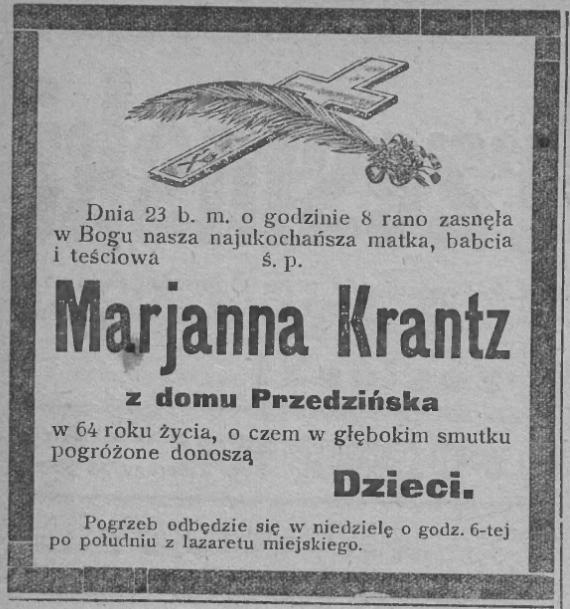 Dnia 23 b. m. o godzinie 8 rano zasnęła
w Bogu nasza najukochańsza matka, babcia
i teściowa ś. p.
Marjanna Krantz
z domu Przedzińska
w 64 roku życia, o czem w głębokim smutku
pogróżone donoszą
Dzieci.
Pogrzeb odbędzie się w niedzielę o godz. 6-tej
po południu z lazaretu miejskiego.